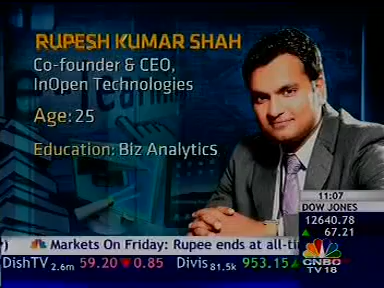 RUPESH KUMAR SHAH
Co-founder & CEO,
InOpen Technologies
Age: 25
Education: Biz Analytics
11:07
DOW JONES
12640.78
▲ 67.21
) Markets On Friday: Rupee ends at all-ti
DishTV 2.6m 59.20 ▼ 0.85 Divis 81.5k 953.15 ▲
CNBC
TV 18